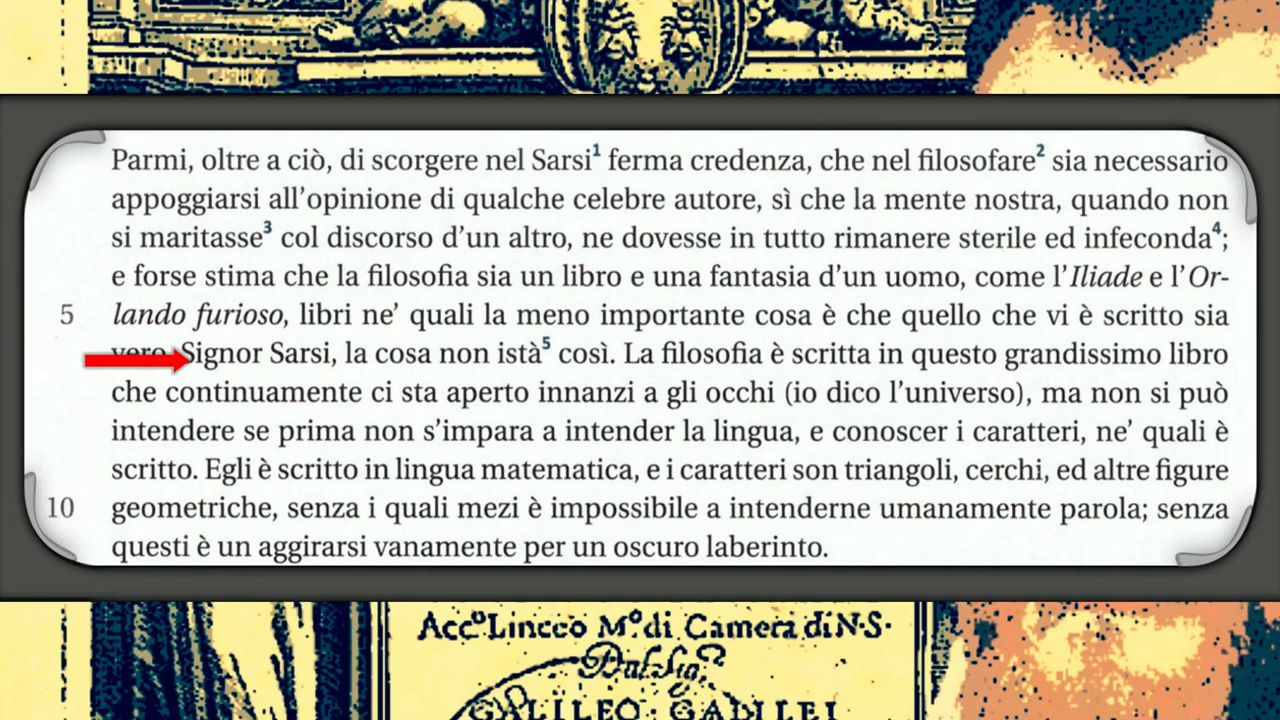 Parmi, oltre a ciò, di scorgere nel Sarsi¹ ferma credenza, che nel filosofare² sia necessario
appoggiarsi all'opinione di qualche celebre autore, sì che la mente nostra, quando non
si maritasse³ col discorso d'un altro, ne dovesse in tutto rimanere sterile ed infeconda⁴;
e forse stima che la filosofia sia un libro e una fantasia d'un uomo, come l'Iliade e l'Or-
5 lando furioso, libri ne' quali la meno importante cosa è che quello che vi è scritto sia
vero. Signor Sarsi, la cosa non istà⁵ così. La filosofia è scritta in questo grandissimo libro
che continuamente ci sta aperto innanzi a gli occhi (io dico l'universo), ma non si può
intendere se prima non s'impara a intender la lingua, e conoscer i caratteri, ne' quali è
scritto. Egli è scritto in lingua matematica, e i caratteri son triangoli, cerchi, ed altre figure
10 geometriche, senza i quali mezi è impossibile a intenderne umanamente parola; senza
questi è un aggirarsi vanamente per un oscuro laberinto.
Accº Linceo Mº di Camera di N.S.
GALILEO GALILEI